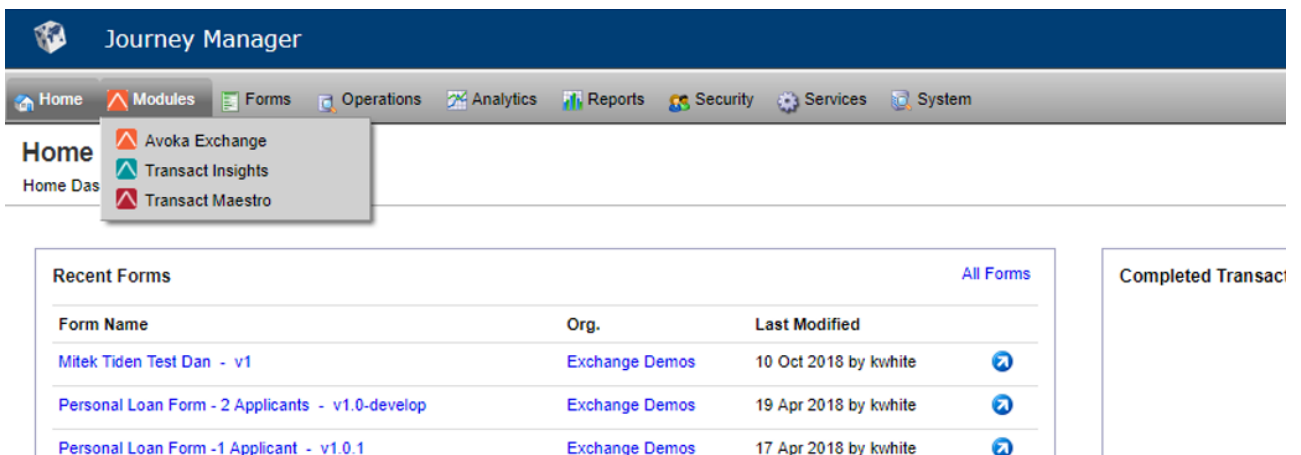 Journey Manager
Home Modules Forms Operations Analytics Reports Security Services System
Avoka Exchange
Transact Insights
Transact Maestro
Home
Home Das
Recent Forms All Forms
Form Name Org. Last Modified
Mitek Tiden Test Dan - v1 Exchange Demos 10 Oct 2018 by kwhite
Personal Loan Form - 2 Applicants - v1.0-develop Exchange Demos 19 Apr 2018 by kwhite
Personal Loan Form -1 Applicant - v1.0.1 Exchange Demos 17 Apr 2018 by kwhite
Completed Transact